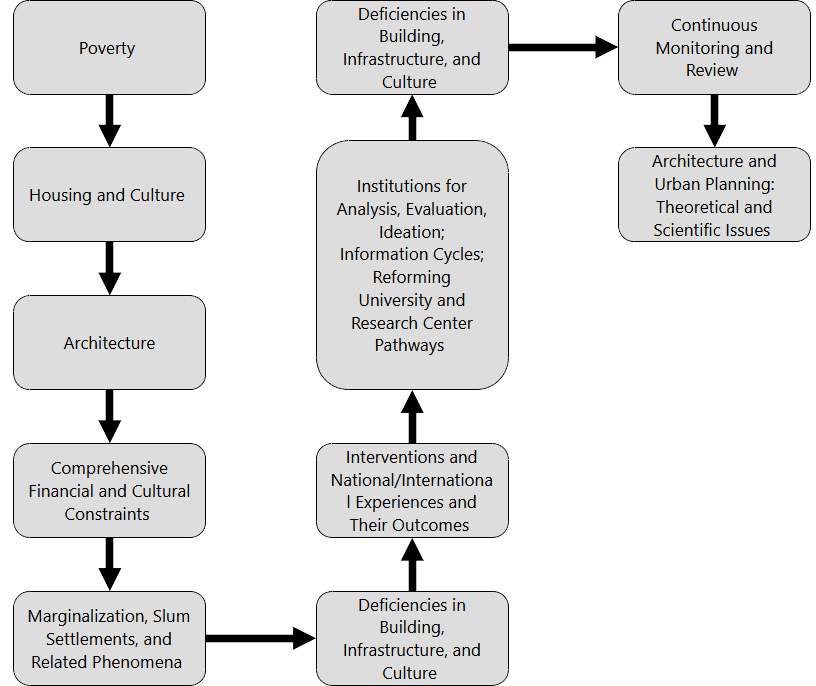 Poverty
Housing and Culture
Architecture
Comprehensive
Financial and Cultural
Constraints
Marginalization, Slum
Settlements, and
Related Phenomena
Deficiencies in
Building,
Infrastructure, and
Culture
Interventions and
National/Internationa
l Experiences and
Their Outcomes
Institutions for
Analysis, Evaluation,
Ideation;
Information Cycles;
Reforming
University and
Research Center
Pathways
Deficiencies in
Building,
Infrastructure, and
Culture
Continuous
Monitoring and
Review
Architecture and
Urban Planning:
Theoretical and
Scientific Issues